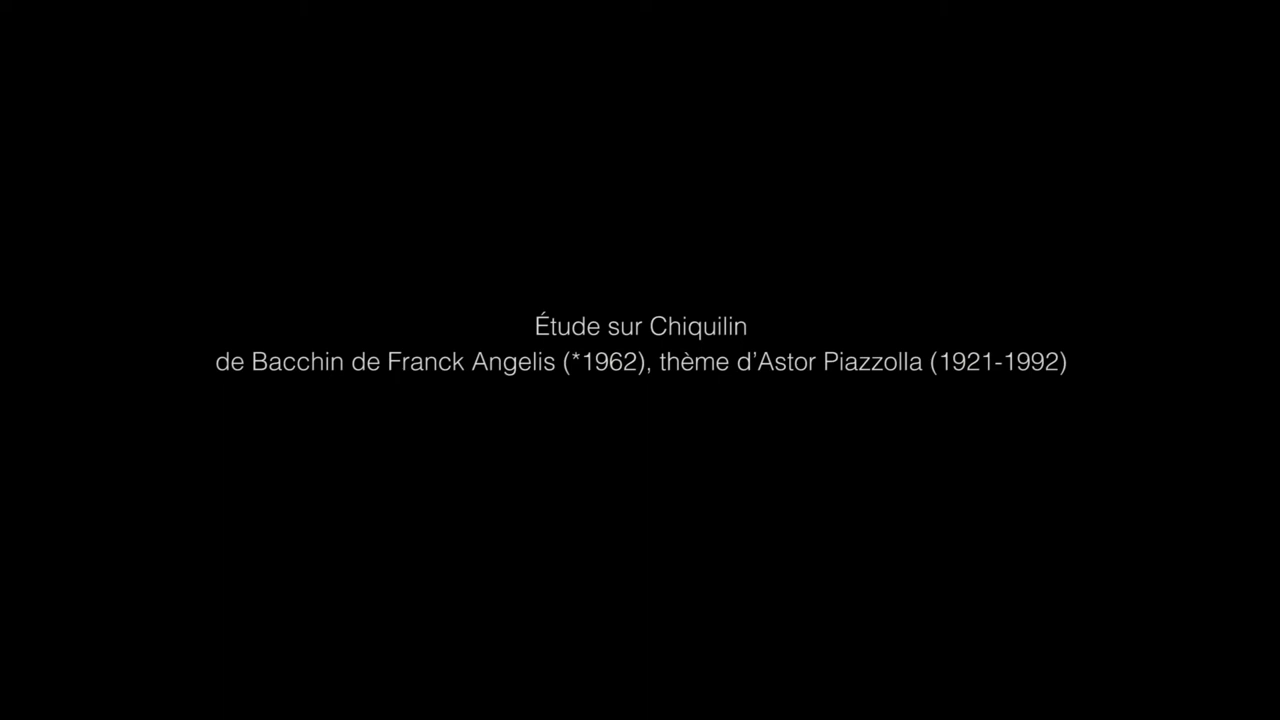 Étude sur Chiquilin
de Bacchin de Franck Angelis (*1962), thème d’Astor Piazzolla (1921-1992)